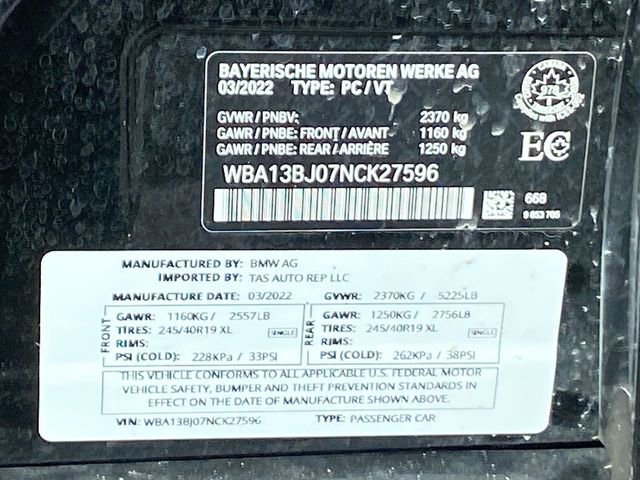 BAYERISCHE MOTOREN WERKE AG
03/2022 TYPE: PC/VT
GVWR/PNBV: 2370 kg
GAWR/PNBE: FRONT/AVANT 1160 kg
GAWR/PNBE: REAR/ARRIÈRE 1250 kg
WBA13BJ07NCK27596
CANADA
978
EC
668
9 853 765
MANUFACTURED BY: BMW AG
IMPORTED BY: TAS AUTO REP LLC
MANUFACTURE DATE: 03/2022 GVWR: 2370KG / 5225LB
FRONT
GAWR: 1160KG / 2557LB
TIRES: 245/40R19 XL SINGLE
RIMS:
PSI (COLD): 228KPa / 33PSI
REAR
GAWR: 1250KG / 2756LB
TIRES: 245/40R19 XL SINGLE
RIMS:
PSI (COLD): 262KPa / 38PSI
THIS VEHICLE CONFORMS TO ALL APPLICABLE U.S. FEDERAL MOTOR
VEHICLE SAFETY, BUMPER AND THEFT PREVENTION STANDARDS IN
EFFECT ON THE DATE OF MANUFACTURE SHOWN ABOVE.
VIN: WBA13BJ07NCK27596 TYPE: PASSENGER CAR